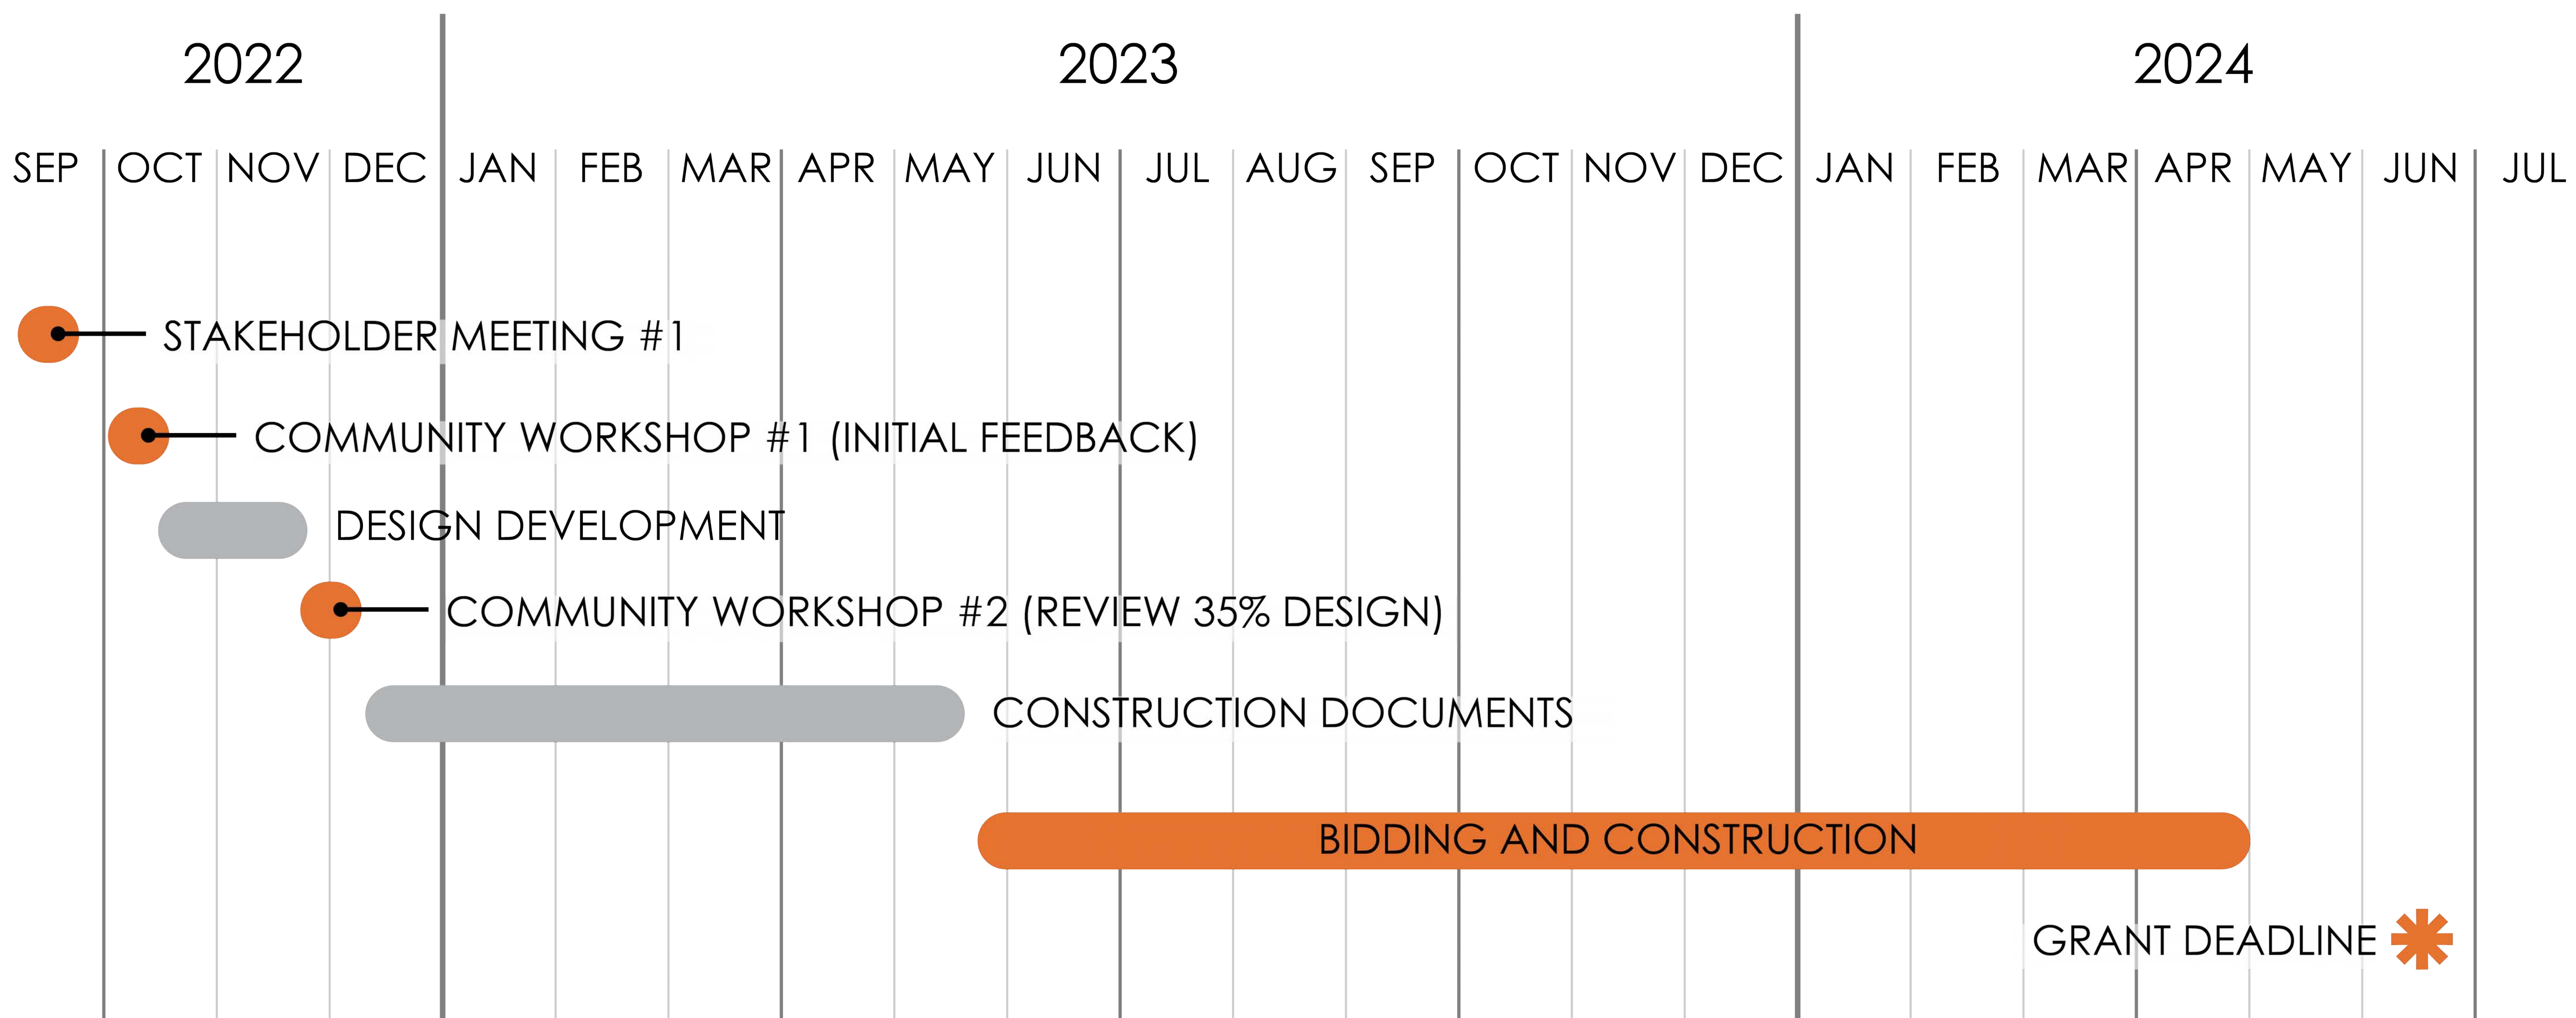 2022 2023 2024
SEP OCT NOV DEC JAN FEB MAR APR MAY JUN JUL AUG SEP OCT NOV DEC JAN FEB MAR APR MAY JUN JUL
STAKEHOLDER MEETING #1
COMMUNITY WORKSHOP #1 (INITIAL FEEDBACK)
DESIGN DEVELOPMENT
COMMUNITY WORKSHOP #2 (REVIEW 35% DESIGN)
CONSTRUCTION DOCUMENTS
BIDDING AND CONSTRUCTION
GRANT DEADLINE